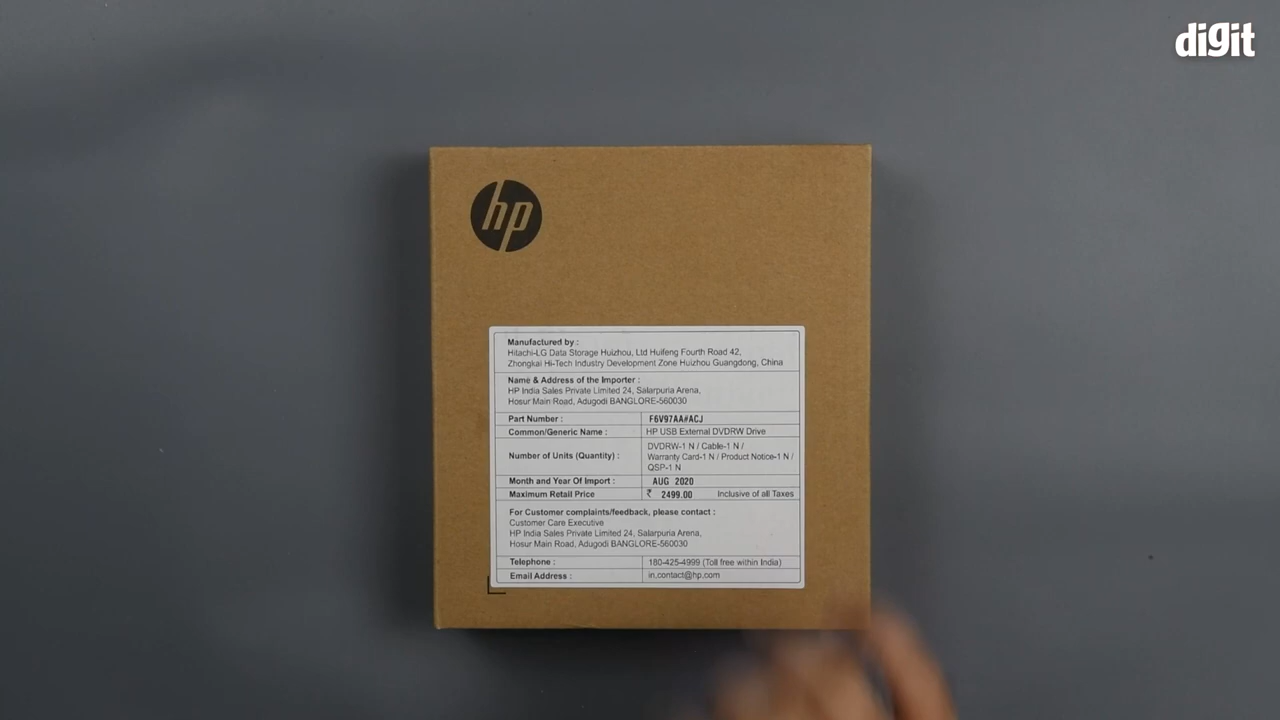 digit
hp
Manufactured by :
Hitachi-LG Data Storage Huizhou, Ltd Huifeng Fourth Road 42,
Zhongkai Hi-Tech Industry Development Zone Huizhou Guangdong, China
Name & Address of the Importer :
HP India Sales Private Limited 24, Salarpuria Arena,
Hosur Main Road, Adugodi BANGLORE-560030
Part Number : F6V97AA#ACJ
Common/Generic Name : HP USB External DVDRW Drive
Number of Units (Quantity) : DVDRW-1 N / Cable-1 N /
Warranty Card-1 N / Product Notice-1 N /
QSP-1 N
Month and Year Of Import : AUG 2020
Maximum Retail Price ₹ 2499.00 Inclusive of all Taxes
For Customer complaints/feedback, please contact :
Customer Care Executive
HP India Sales Private Limited 24, Salarpuria Arena,
Hosur Main Road, Adugodi BANGLORE-560030
Telephone : 180-425-4999 (Toll free within India)
Email Address : in.contact@hp.com